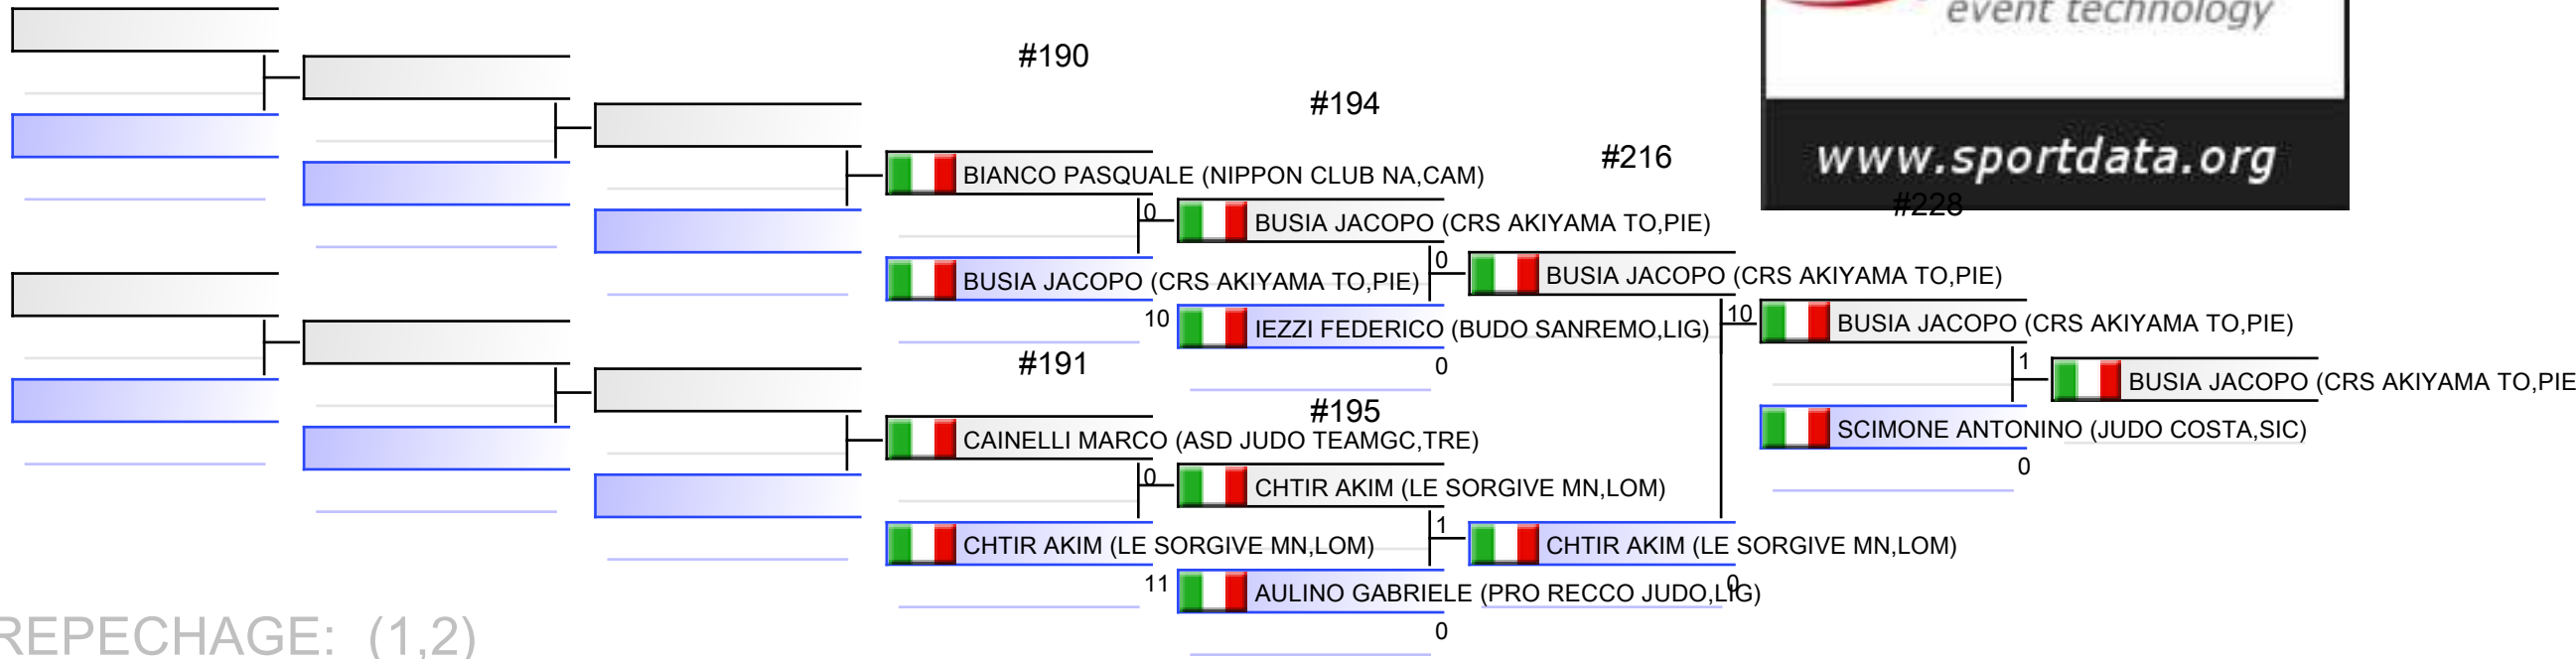 event technology
www.sportdata.org
#190
#194
#216
#228
BIANCO PASQUALE (NIPPON CLUB NA,CAM)
0
BUSIA JACOPO (CRS AKIYAMA TO,PIE)
0
BUSIA JACOPO (CRS AKIYAMA TO,PIE)
BUSIA JACOPO (CRS AKIYAMA TO,PIE)
10
IEZZI FEDERICO (BUDO SANREMO,LIG)
10
BUSIA JACOPO (CRS AKIYAMA TO,PIE)
#191
0
1
BUSIA JACOPO (CRS AKIYAMA TO,PIE
#195
CAINELLI MARCO (ASD JUDO TEAMGC,TRE)
SCIMONE ANTONINO (JUDO COSTA,SIC)
0
0
CHTIR AKIM (LE SORGIVE MN,LOM)
1
CHTIR AKIM (LE SORGIVE MN,LOM)
CHTIR AKIM (LE SORGIVE MN,LOM)
11
AULINO GABRIELE (PRO RECCO JUDO,LIG)
0
0
REPECHAGE: (1,2)